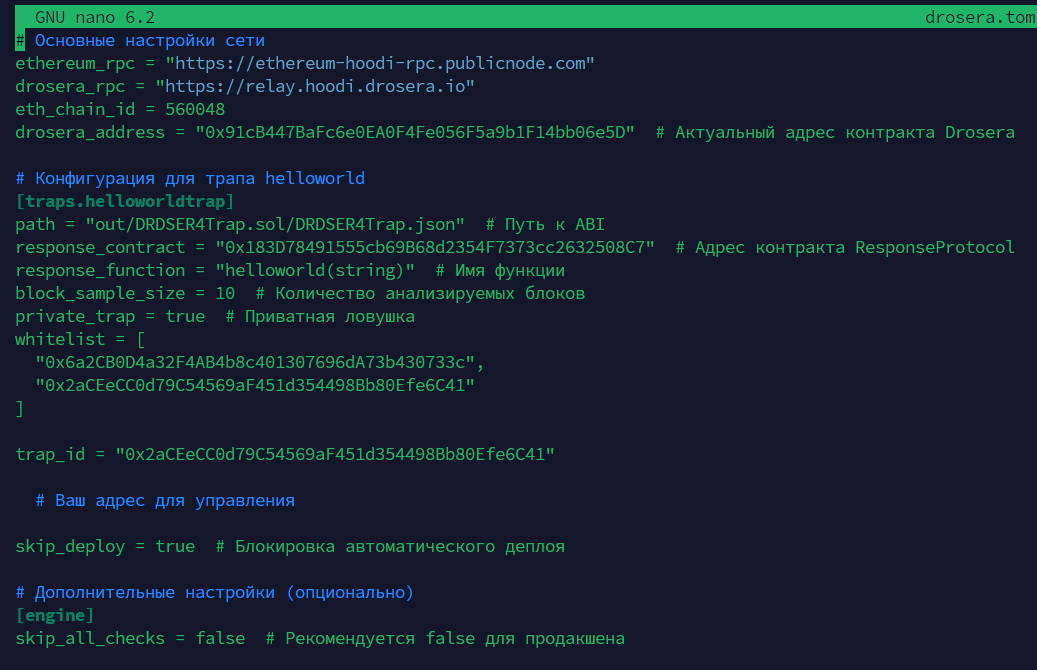 GNU nano 6.2 drosera.tom
# Основные настройки сети
ethereum_rpc = "https://ethereum-hoodi-rpc.publicnode.com"
drosera_rpc = "https://relay.hoodi.drosera.io"
eth_chain_id = 560048
drosera_address = "0x91cB447BaFc6e0EA0F4Fe056F5a9b1F14bb06e5D"  # Актуальный адрес контракта Drosera
# Конфигурация для трапа helloworld
[traps.helloworldtrap]
path = "out/DRDSER4Trap.sol/DRDSER4Trap.json"  # Путь к ABI
response_contract = "0x183D78491555cb69B68d2354F7373cc2632508C7"  # Адрес контракта ResponseProtocol
response_function = "helloworld(string)"  # Имя функции
block_sample_size = 10  # Количество анализируемых блоков
private_trap = true  # Приватная ловушка
whitelist = [
"0x6a2CB0D4a32F4AB4b8c401307696dA73b430733c",
"0x2aCEeCC0d79C54569aF451d354498Bb80Efe6C41"
]
trap_id = "0x2aCEeCC0d79C54569aF451d354498Bb80Efe6C41"
# Ваш адрес для управления
skip_deploy = true  # Блокировка автоматического деплоя
# Дополнительные настройки (опционально)
[engine]
skip_all_checks = false  # Рекомендуется false для продакшена